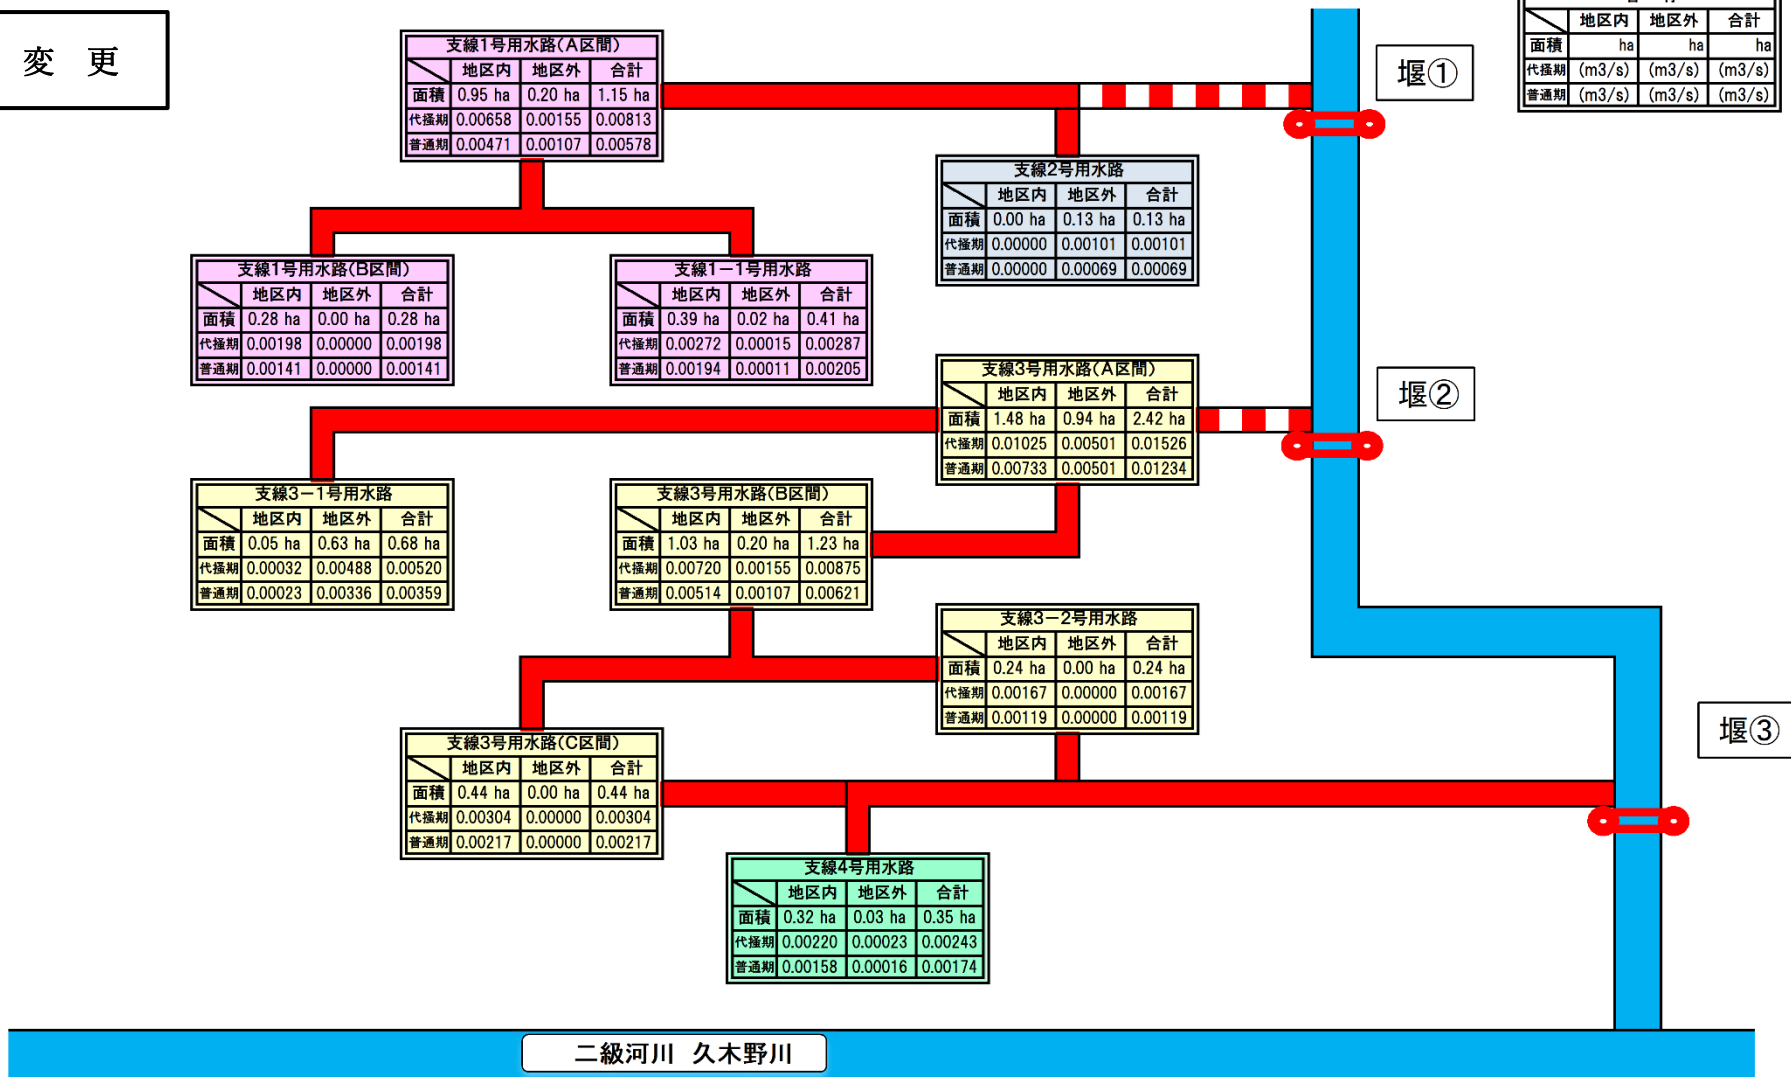 変 更
地区内 地区外 合計
面積 ha ha ha
代掻期 (m3/s) (m3/s) (m3/s)
普通期 (m3/s) (m3/s) (m3/s)
堰①
支線1号用水路(A区間)
地区内 地区外 合計
面積 0.95 ha 0.20 ha 1.15 ha
代掻期 0.00658 0.00155 0.00813
普通期 0.00471 0.00107 0.00578
支線2号用水路
地区内 地区外 合計
面積 0.00 ha 0.13 ha 0.13 ha
代掻期 0.00000 0.00101 0.00101
普通期 0.00000 0.00069 0.00069
支線1号用水路(B区間)
地区内 地区外 合計
面積 0.28 ha 0.00 ha 0.28 ha
代掻期 0.00198 0.00000 0.00198
普通期 0.00141 0.00000 0.00141
支線1-1号用水路
地区内 地区外 合計
面積 0.39 ha 0.02 ha 0.41 ha
代掻期 0.00272 0.00015 0.00287
普通期 0.00194 0.00011 0.00205
堰②
支線3号用水路(A区間)
地区内 地区外 合計
面積 1.48 ha 0.94 ha 2.42 ha
代掻期 0.01025 0.00501 0.01526
普通期 0.00733 0.00501 0.01234
支線3-1号用水路
地区内 地区外 合計
面積 0.05 ha 0.63 ha 0.68 ha
代掻期 0.00032 0.00488 0.00520
普通期 0.00023 0.00336 0.00359
支線3号用水路(B区間)
地区内 地区外 合計
面積 1.03 ha 0.20 ha 1.23 ha
代掻期 0.00720 0.00155 0.00875
普通期 0.00514 0.00107 0.00621
支線3-2号用水路
地区内 地区外 合計
面積 0.24 ha 0.00 ha 0.24 ha
代掻期 0.00167 0.00000 0.00167
普通期 0.00119 0.00000 0.00119
堰③
支線3号用水路(C区間)
地区内 地区外 合計
面積 0.44 ha 0.00 ha 0.44 ha
代掻期 0.00304 0.00000 0.00304
普通期 0.00217 0.00000 0.00217
支線4号用水路
地区内 地区外 合計
面積 0.32 ha 0.03 ha 0.35 ha
代掻期 0.00220 0.00023 0.00243
普通期 0.00158 0.00016 0.00174
二級河川 久木野川